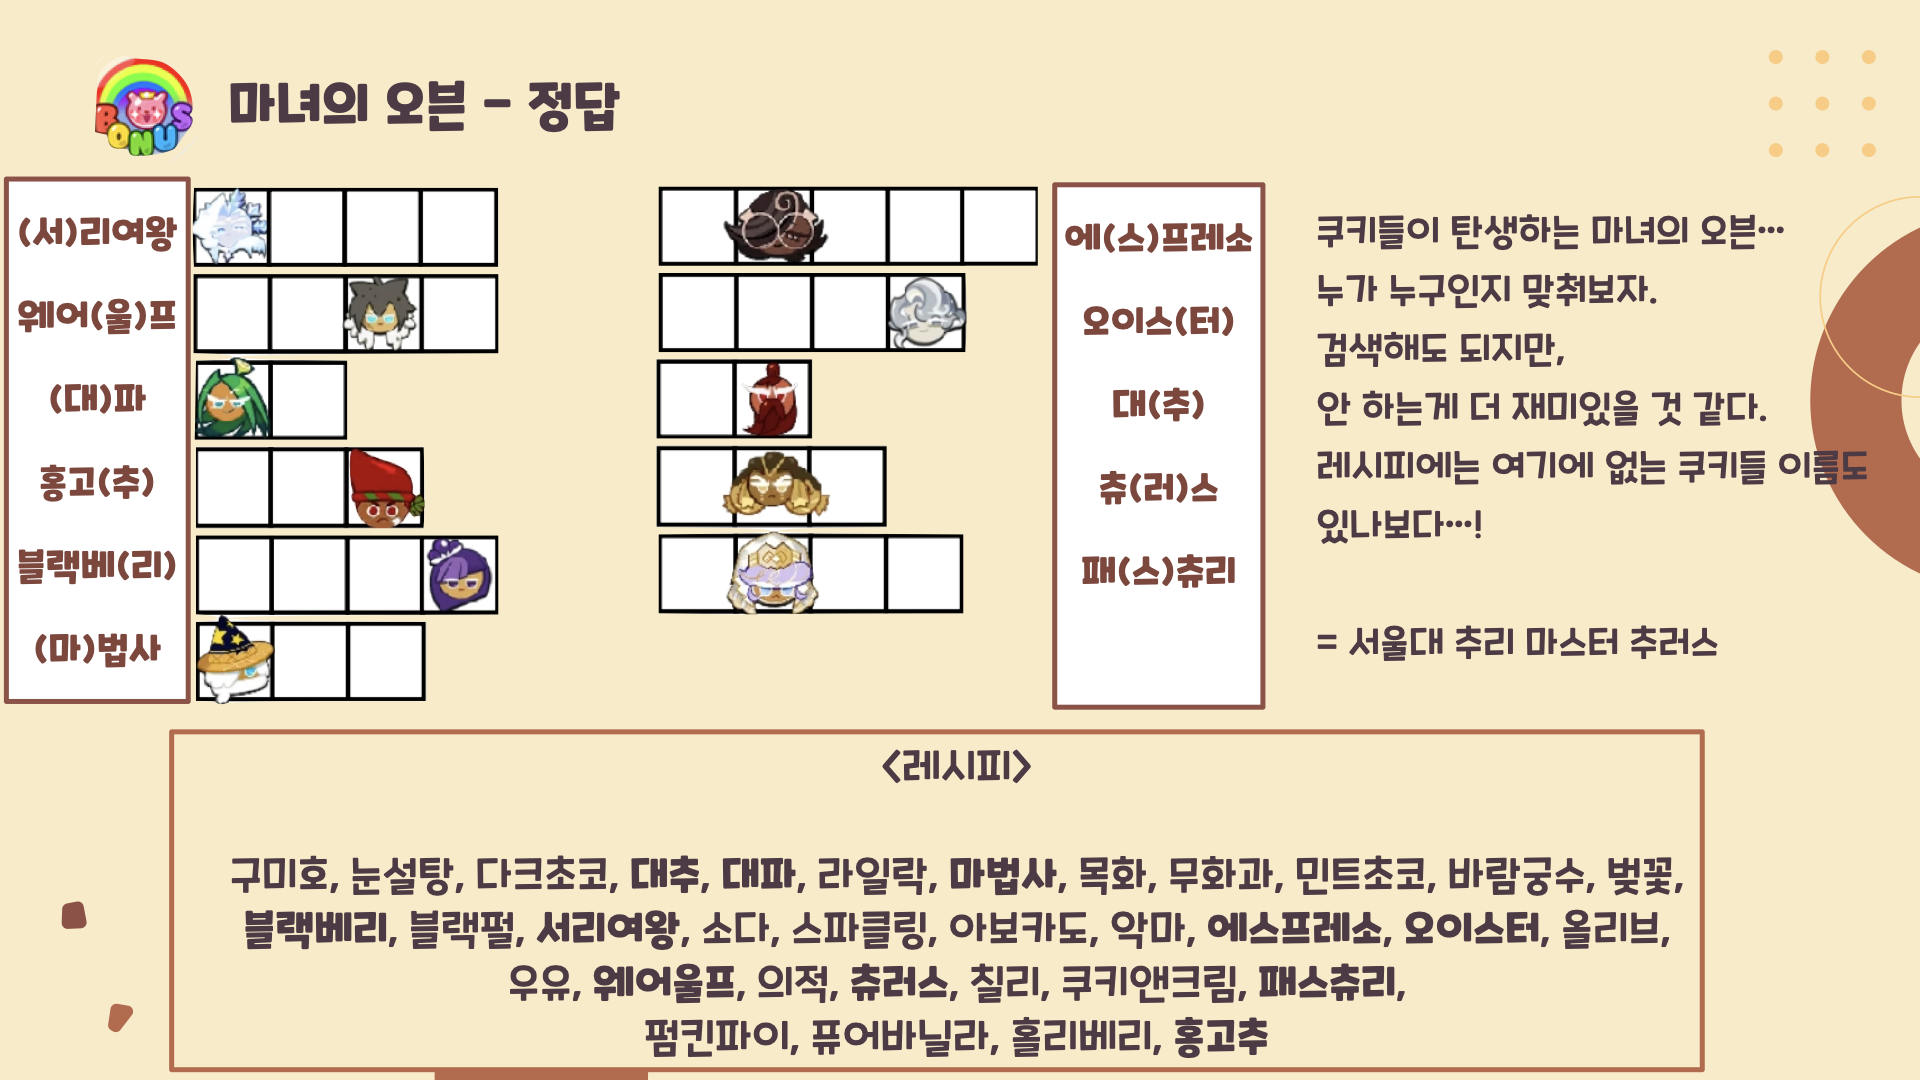 BONUS
마녀의 오븐 - 정답
(서)리여왕
웨어(울)프
(대)파
홍고(추)
블랙베(리)
(마)법사
에(스)프레소
오이스(터)
대(추)
츄(러)스
패(스)츄리
쿠키들이 탄생하는 마녀의 오븐…
누가 누구인지 맞춰보자.
검색해도 되지만,
안 하는게 더 재미있을 것 같다.
레시피에는 여기에 없는 쿠키들 이름도
있나보다…!
= 서울대 추리 마스터 추러스
<레시피>
구미호, 눈설탕, 다크초코, 대추, 대파, 라일락, 마법사, 목화, 무화과, 민트초코, 바람궁수, 벚꽃,
블랙베리, 블랙펄, 서리여왕, 소다, 스파클링, 아보카도, 악마, 에스프레소, 오이스터, 올리브,
우유, 웨어울프, 의적, 츄러스, 칠리, 쿠키앤크림, 패스츄리,
펌킨파이, 퓨어바닐라, 홀리베리, 홍고추